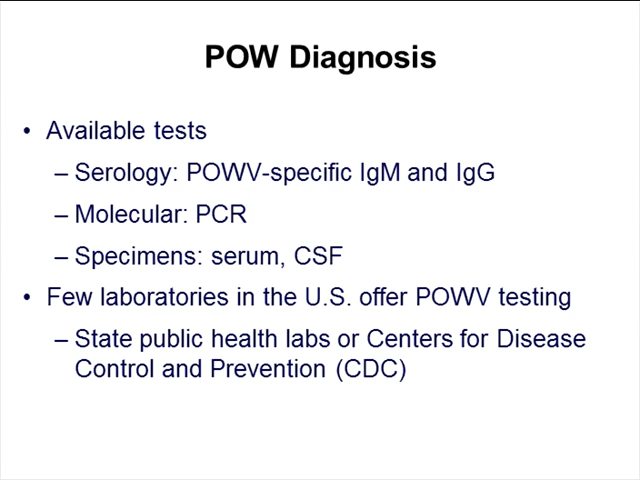 POW Diagnosis
• Available tests
– Serology: POWV-specific IgM and IgG
– Molecular: PCR
– Specimens: serum, CSF
• Few laboratories in the U.S. offer POWV testing
– State public health labs or Centers for Disease
Control and Prevention (CDC)